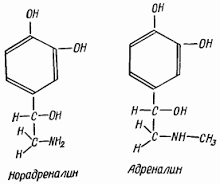 OH OH
OH OH
H-C-OH H-C-OH
H-C-NH₂ H-C-NH-CH₃
H H
Норадреналин Адреналин